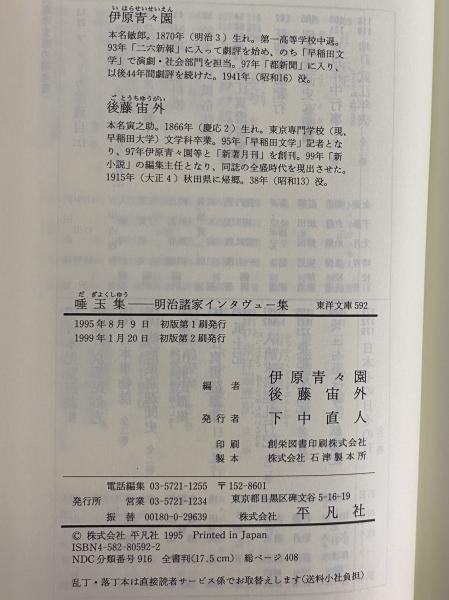 い はらせいせいえん
伊原青々園
本名敏郎。1870年（明治3）生れ。第一高等学校中退。
93年「二六新報」に入って劇評を始め、のち「早稲田文
学」で演劇・社会部門を担当。97年「都新聞」に入り、
以後44年間劇評を続けた。1941年（昭和16）没。
ご とうちゆうがい
後藤宙外
本名寅之助。1866年（慶応2）生れ。東京専門学校（現、
早稲田大学）文学科卒業。95年「早稲田文学」記者とな
り、97年伊原青々園等と「新著月刊」を創刊。99年「新
小説」の編集主任となり、同誌の全盛時代を現出させた。
1915年（大正4）秋田県に帰郷。38年（昭和13）没。
だ ぎよくしゆう
唾玉集——明治諸家インタヴュー集 東洋文庫592
1995年8月9日 初版第1刷発行
1999年1月20日 初版第2刷発行
編者 伊原青々園
後藤宙外
発行者 下中直人
印刷 創栄図書印刷株式会社
製本 株式会社 石津製本所
電話編集 03-5721-1255 〒152-8601
発行所 営業 03-5721-1234 東京都目黒区碑文谷5-16-19
振替 00180-0-29639 株式会社 平凡社
© 株式会社 平凡社 1995 Printed in Japan
ISBN4-582-80592-2
NDC分類番号916 全書判(17.5cm) 総ページ408
乱丁・落丁本は直接読者サービス係でお取替えします(送料小社負担)